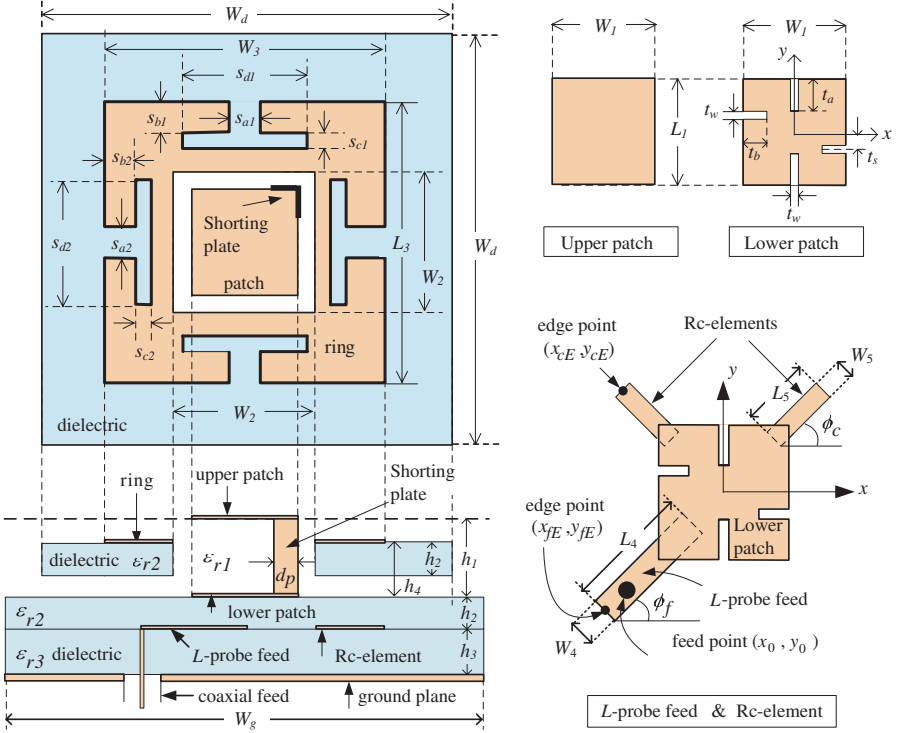 W_d
W_3
s_d1
s_b1
s_a1
s_c1
s_b2
s_d2
s_a2
s_c2
Shorting
plate
patch
L_3
W_2
W_d
ring
W_2
dielectric
W_1
L_1
Upper patch
W_1
y
t_a
t_w
x
t_b
t_s
t_w
Lower patch
ring
upper patch
Shorting
plate
dielectric ε_r2
ε_r1
d_p
h_2
h_1
h_4
ε_r2
lower patch
h_2
ε_r3 dielectric
L-probe feed
Rc-element
h_3
coaxial feed
ground plane
W_g
edge point
(x_cE , y_cE)
Rc-elements
W_5
L_5
y
ϕ_c
x
edge point
(x_fE , y_fE)
L_4
Lower
patch
L-probe feed
ϕ_f
W_4
feed point (x_0 , y_0)
L-probe feed & Rc-element